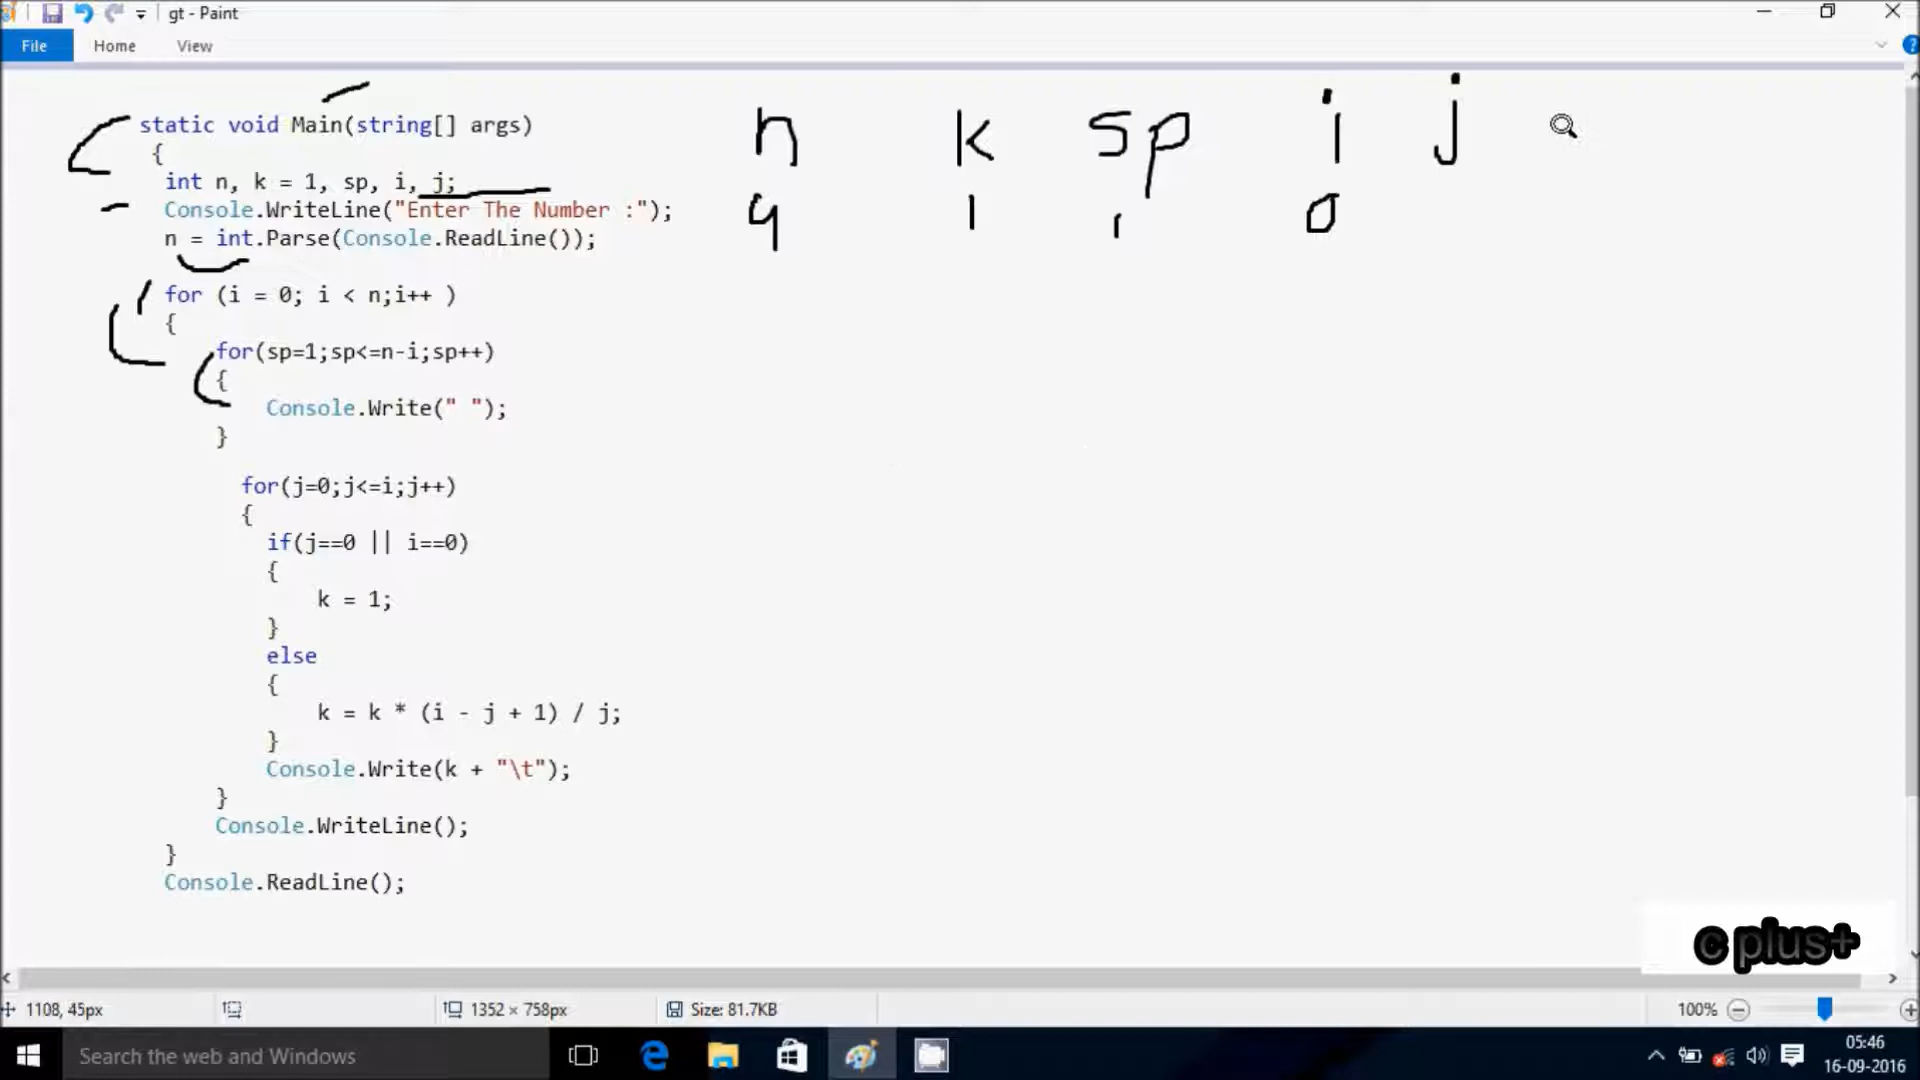 gt - Paint
File Home View
static void Main(string[] args)
{
int n, k = 1, sp, i, j;
Console.WriteLine("Enter The Number :");
n = int.Parse(Console.ReadLine());
for (i = 0; i < n;i++ )
{
for(sp=1;sp<=n-i;sp++)
{
Console.Write(" ");
}
for(j=0;j<=i;j++)
{
if(j==0 || i==0)
{
k = 1;
}
else
{
k = k * (i - j + 1) / j;
}
Console.Write(k + "\t");
}
Console.WriteLine();
}
Console.ReadLine();
n k sp i j
4 1 1 0
c plus+
1108, 45px 1352 × 758px Size: 81.7KB 100%
Search the web and Windows
05:46
16-09-2016